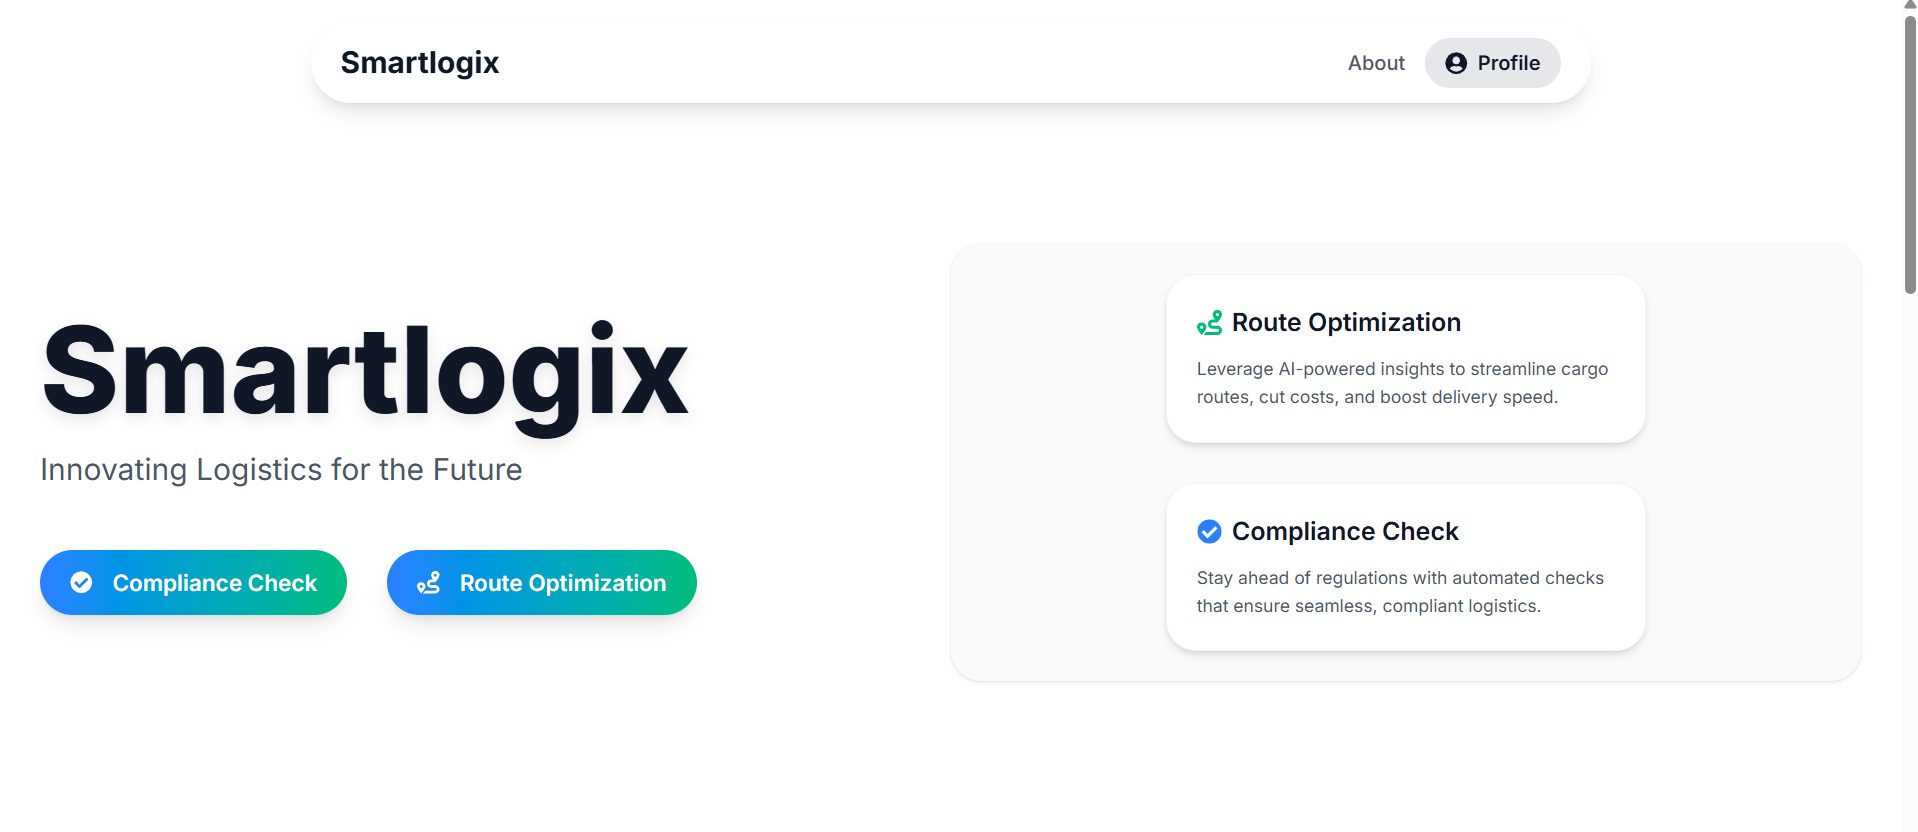 Smartlogix
About
Profile
Smartlogix
Innovating Logistics for the Future
Compliance Check
Route Optimization
Route Optimization
Leverage AI-powered insights to streamline cargo
routes, cut costs, and boost delivery speed.
Compliance Check
Stay ahead of regulations with automated checks
that ensure seamless, compliant logistics.